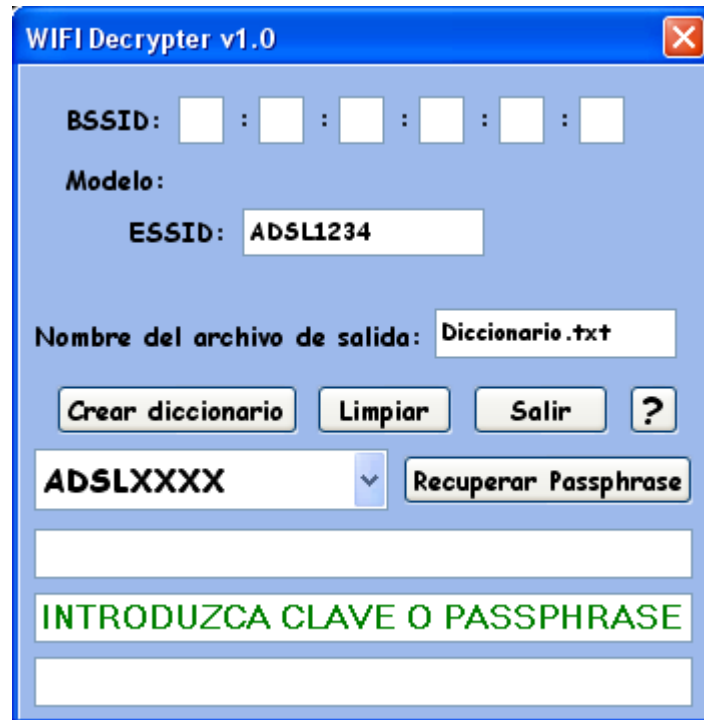 WIFI Decrypter v1.0
BSSID: : : : : :
Modelo:
ESSID: ADSL1234
Nombre del archivo de salida: Diccionario.txt
Crear diccionario Limpiar Salir ?
ADSLXXXX Recuperar Passphrase
INTRODUZCA CLAVE O PASSPHRASE